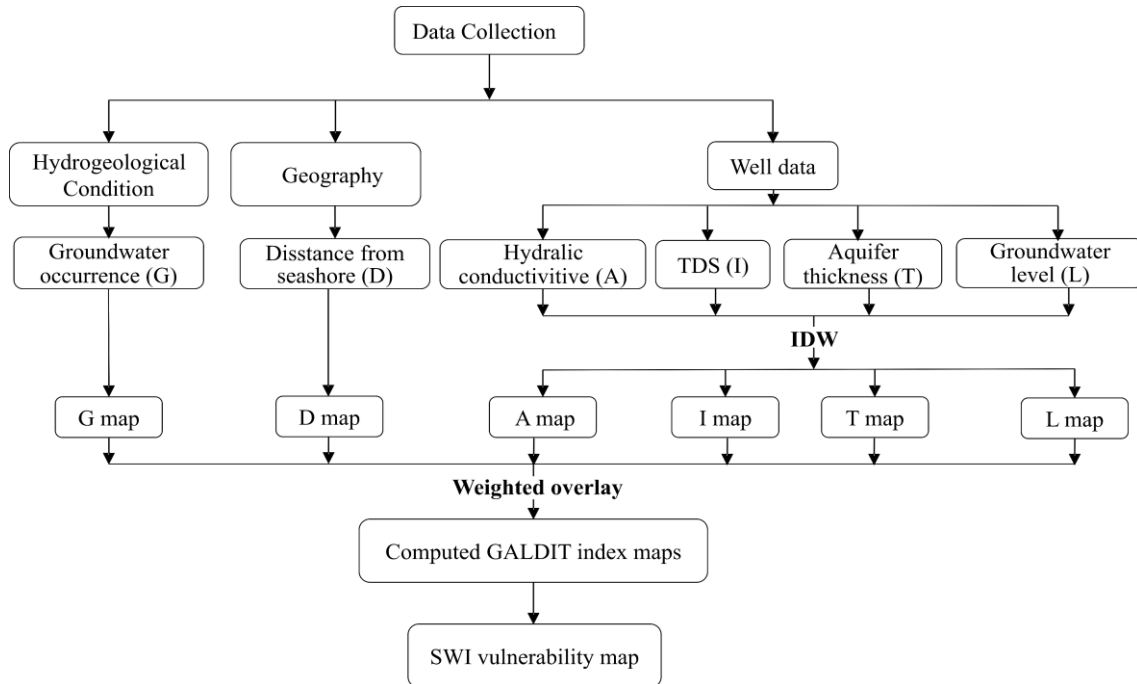 Data Collection
Hydrogeological
Condition
Geography
Well data
Groundwater
occurrence (G)
Disstance from
seashore (D)
Hydralic
conductivitive (A)
TDS (I)
Aquifer
thickness (T)
Groundwater
level (L)
IDW
G map
D map
A map
I map
T map
L map
Weighted overlay
Computed GALDIT index maps
SWI vulnerability map